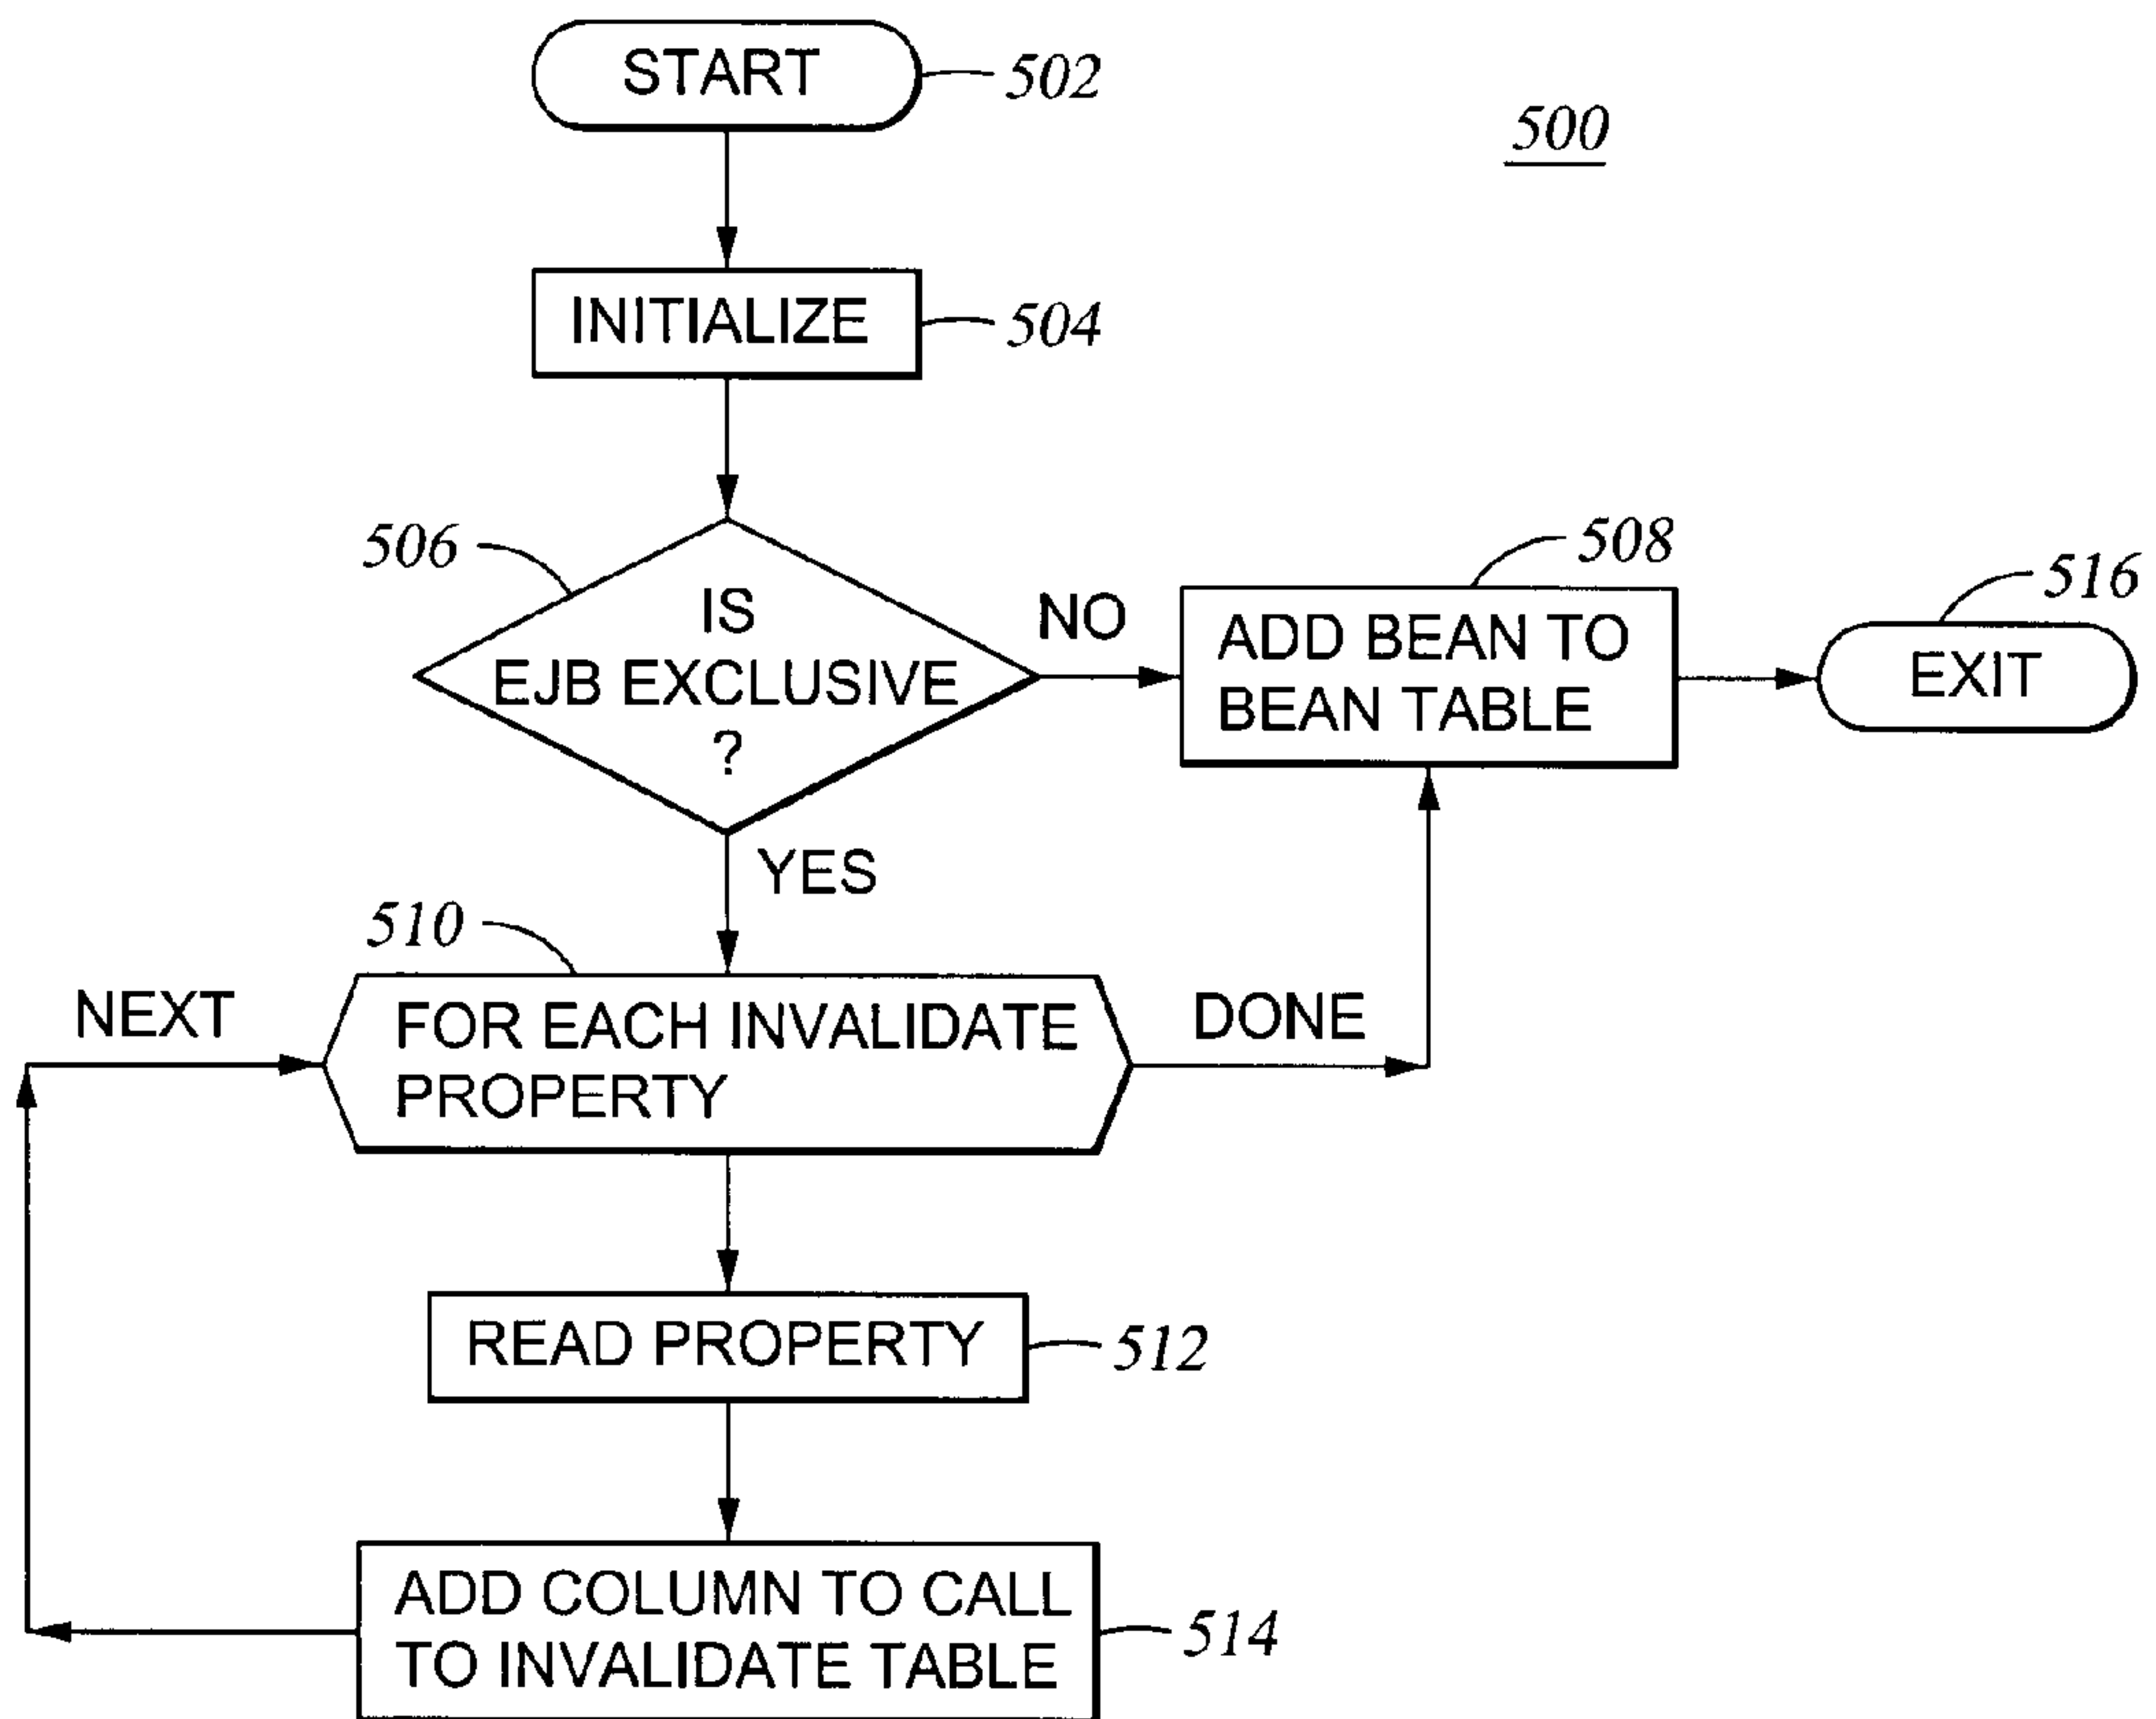 START
502
500
INITIALIZE
504
506
IS
EJB EXCLUSIVE
?
NO
508
ADD BEAN TO
BEAN TABLE
516
EXIT
YES
510
NEXT
FOR EACH INVALIDATE
PROPERTY
DONE
READ PROPERTY
512
ADD COLUMN TO CALL
TO INVALIDATE TABLE
514